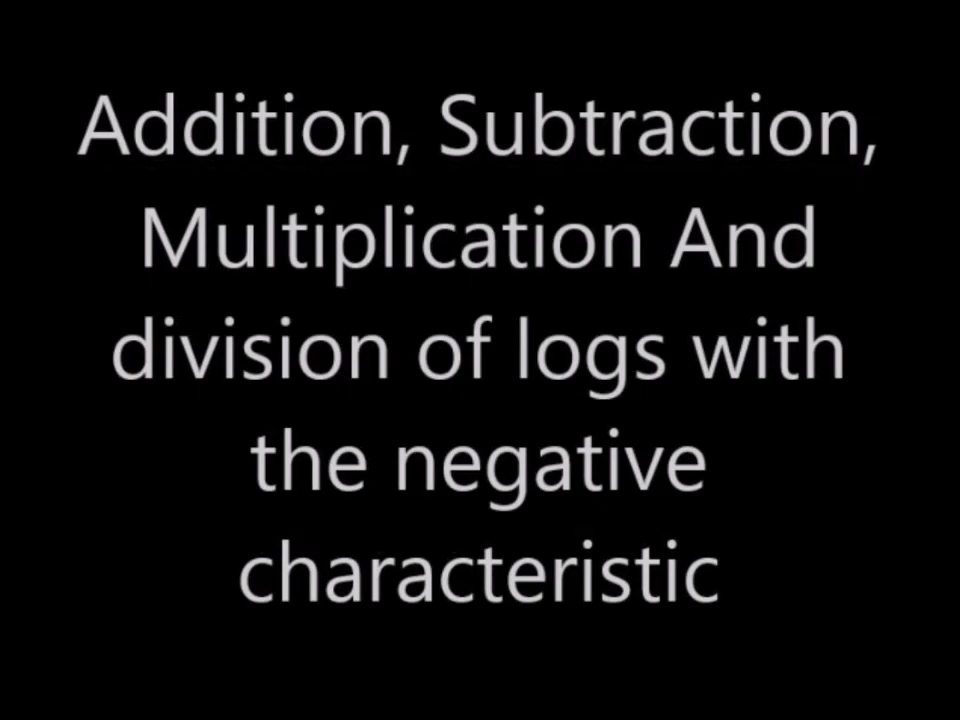 Addition, Subtraction,
Multiplication And
division of logs with
the negative
characteristic